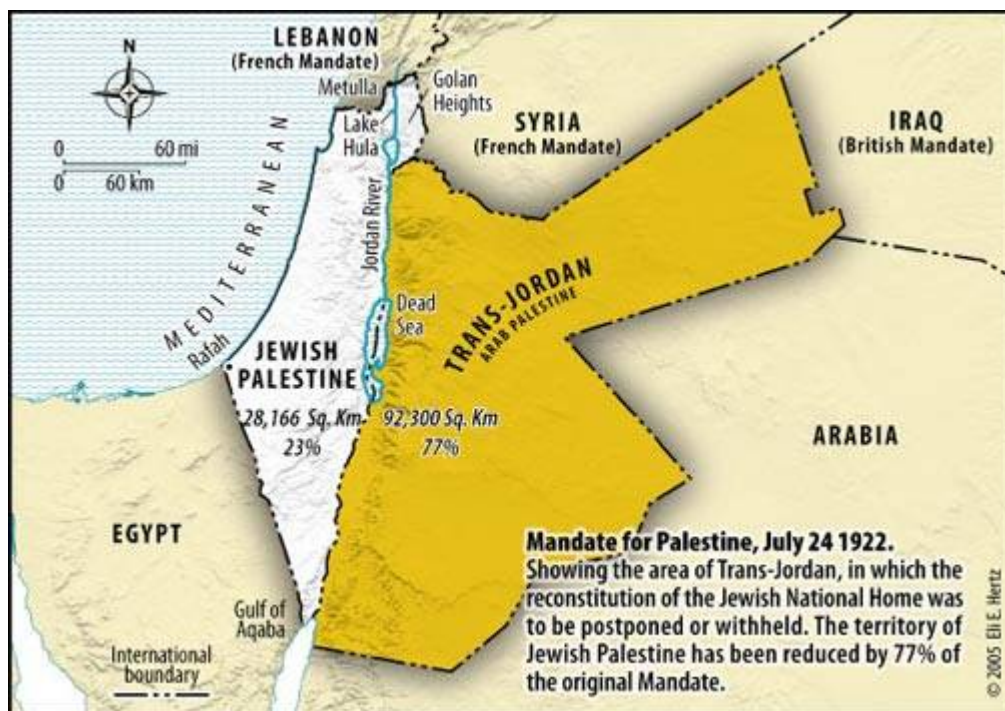 LEBANON
(French Mandate)
Metulla
Golan
Heights
N
Lake
Hula
SYRIA
(French Mandate)
IRAQ
(British Mandate)
0 60 mi
0 60 km
MEDITERRANEAN
Jordan River
TRANS-JORDAN
ARAB PALESTINE
Dead
Sea
Rafah
JEWISH
PALESTINE
28,166 Sq. Km
23%
92,300 Sq. Km
77%
ARABIA
EGYPT
Gulf of
Aqaba
International
boundary
Mandate for Palestine, July 24 1922.
Showing the area of Trans-Jordan, in which the
reconstitution of the Jewish National Home was
to be postponed or withheld. The territory of
Jewish Palestine has been reduced by 77% of
the original Mandate.
© 2005 Eli E. Hertz